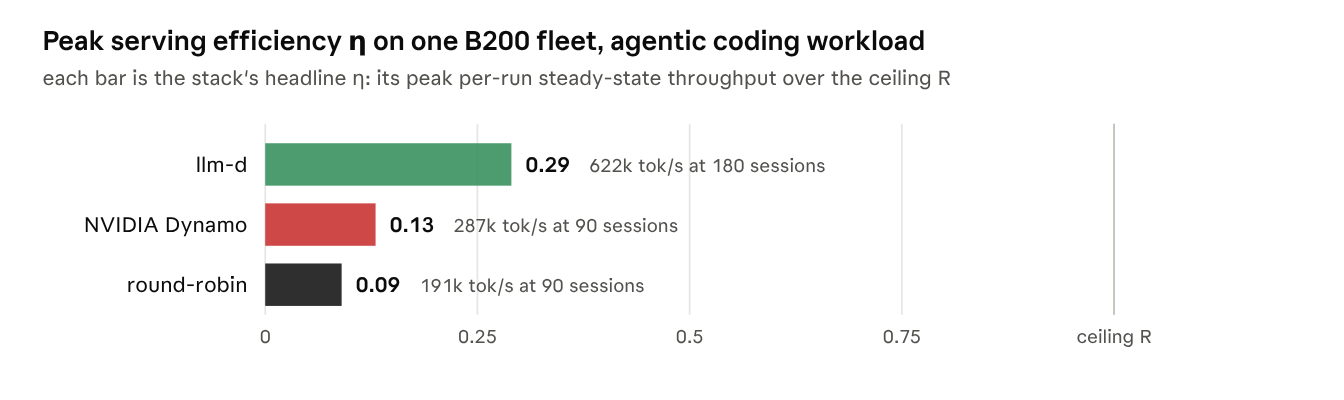 Peak serving efficiency η on one B200 fleet, agentic coding workload
each bar is the stack's headline η: its peak per-run steady-state throughput over the ceiling R
llm-d 0.29 622k tok/s at 180 sessions
NVIDIA Dynamo 0.13 287k tok/s at 90 sessions
round-robin 0.09 191k tok/s at 90 sessions
0 0.25 0.5 0.75 ceiling R